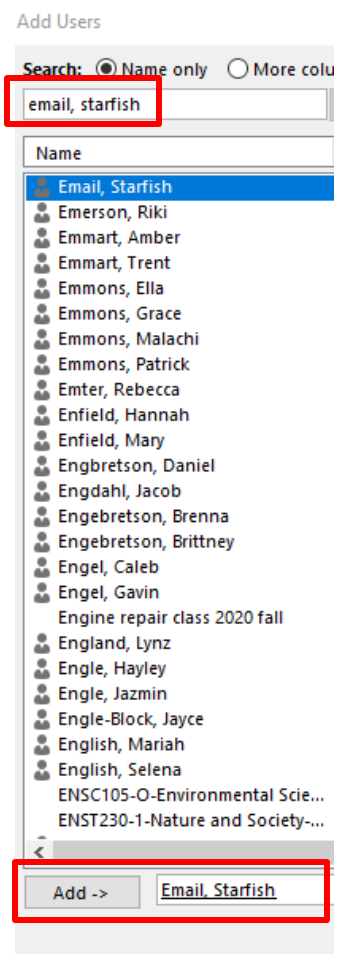 Add Users
Search: Name only More colu
email, starfish
Name
Email, Starfish
Emerson, Riki
Emmart, Amber
Emmart, Trent
Emmons, Ella
Emmons, Grace
Emmons, Malachi
Emmons, Patrick
Emter, Rebecca
Enfield, Hannah
Enfield, Mary
Engbretson, Daniel
Engdahl, Jacob
Engebretson, Brenna
Engebretson, Brittney
Engel, Caleb
Engel, Gavin
Engine repair class 2020 fall
England, Lynz
Engle, Hayley
Engle, Jazmin
Engle-Block, Jayce
English, Mariah
English, Selena
ENSC105-O-Environmental Scie...
ENST230-1-Nature and Society-...
Add -> Email, Starfish